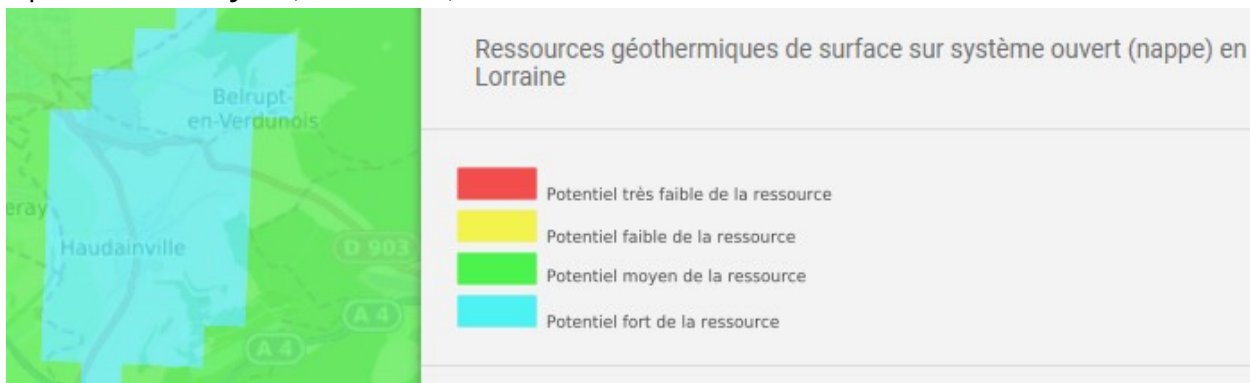 Ressources géothermiques de surface sur système ouvert (nappe) en
Lorraine
Belrupt-
en-Verdunois
eray
Haudainville
D 903
A 4
A 4
Potentiel très faible de la ressource
Potentiel faible de la ressource
Potentiel moyen de la ressource
Potentiel fort de la ressource